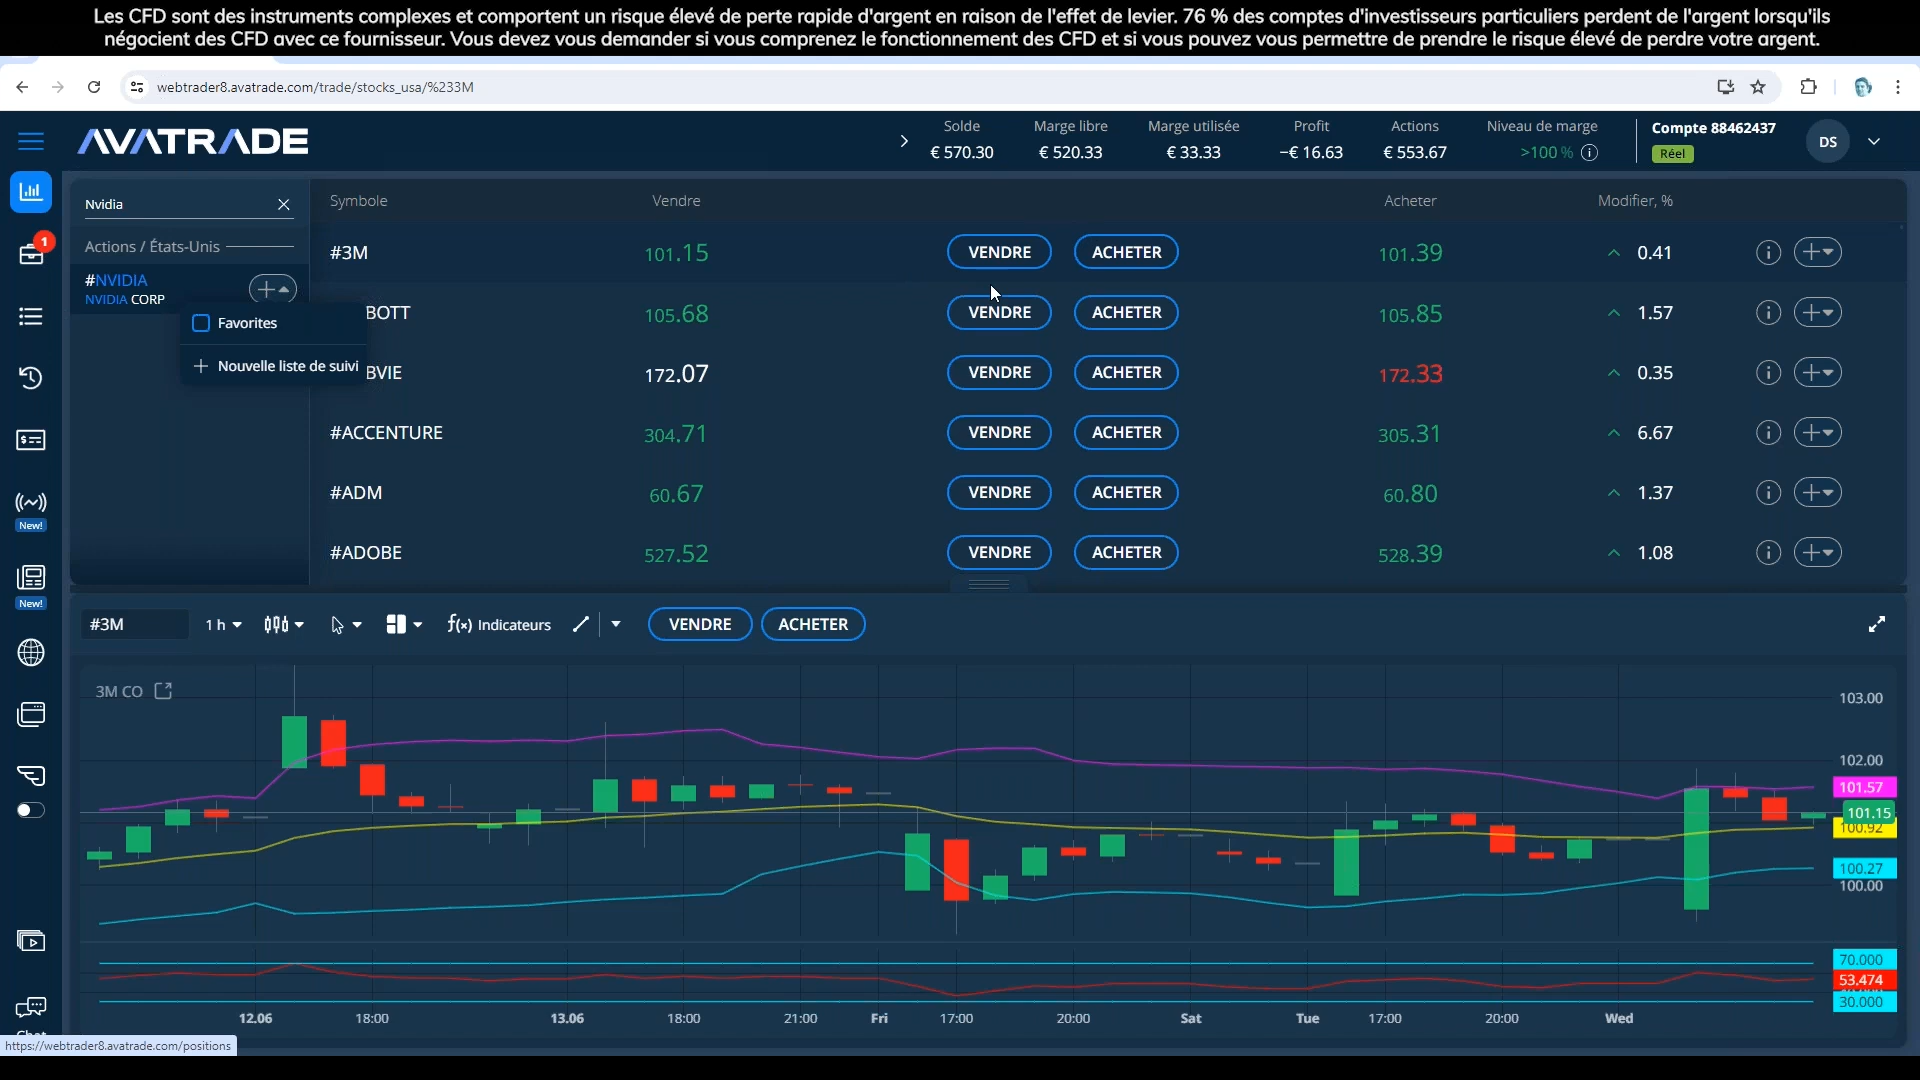 Les CFD sont des instruments complexes et comportent un risque élevé de perte rapide d'argent en raison de l'effet de levier. 76 % des comptes d'investisseurs particuliers perdent de l'argent lorsqu'ils
négocient des CFD avec ce fournisseur. Vous devez vous demander si vous comprenez le fonctionnement des CFD et si vous pouvez vous permettre de prendre le risque élevé de perdre votre argent.
webtrader8.avatrade.com/trade/stocks_usa/%233M
AVATRADE
Solde Marge libre Marge utilisée Profit Actions Niveau de marge Compte 88462437
€ 570.30 € 520.33 € 33.33 −€ 16.63 € 553.67 >100 % Réel DS
Nvidia
Symbole Vendre Acheter Modifier, %
Actions / États-Unis
#3M 101.15 VENDRE ACHETER 101.39 0.41
1
#NVIDIA
NVIDIA CORP
BOTT 105.68 VENDRE ACHETER 105.85 1.57
Favorites
Nouvelle liste de suivi
BVIE 172.07 VENDRE ACHETER 172.33 0.35
#ACCENTURE 304.71 VENDRE ACHETER 305.31 6.67
#ADM 60.67 VENDRE ACHETER 60.80 1.37
New!
#ADOBE 527.52 VENDRE ACHETER 528.39 1.08
New!
#3M 1 h f(x) Indicateurs VENDRE ACHETER
3M CO
103.00
102.00
101.57
101.15
100.92
100.27
100.00
70.000
53.474
30.000
12.06 18:00 13.06 18:00 21:00 Fri 17:00 20:00 Sat Tue 17:00 20:00 Wed
Chat
https://webtrader8.avatrade.com/positions